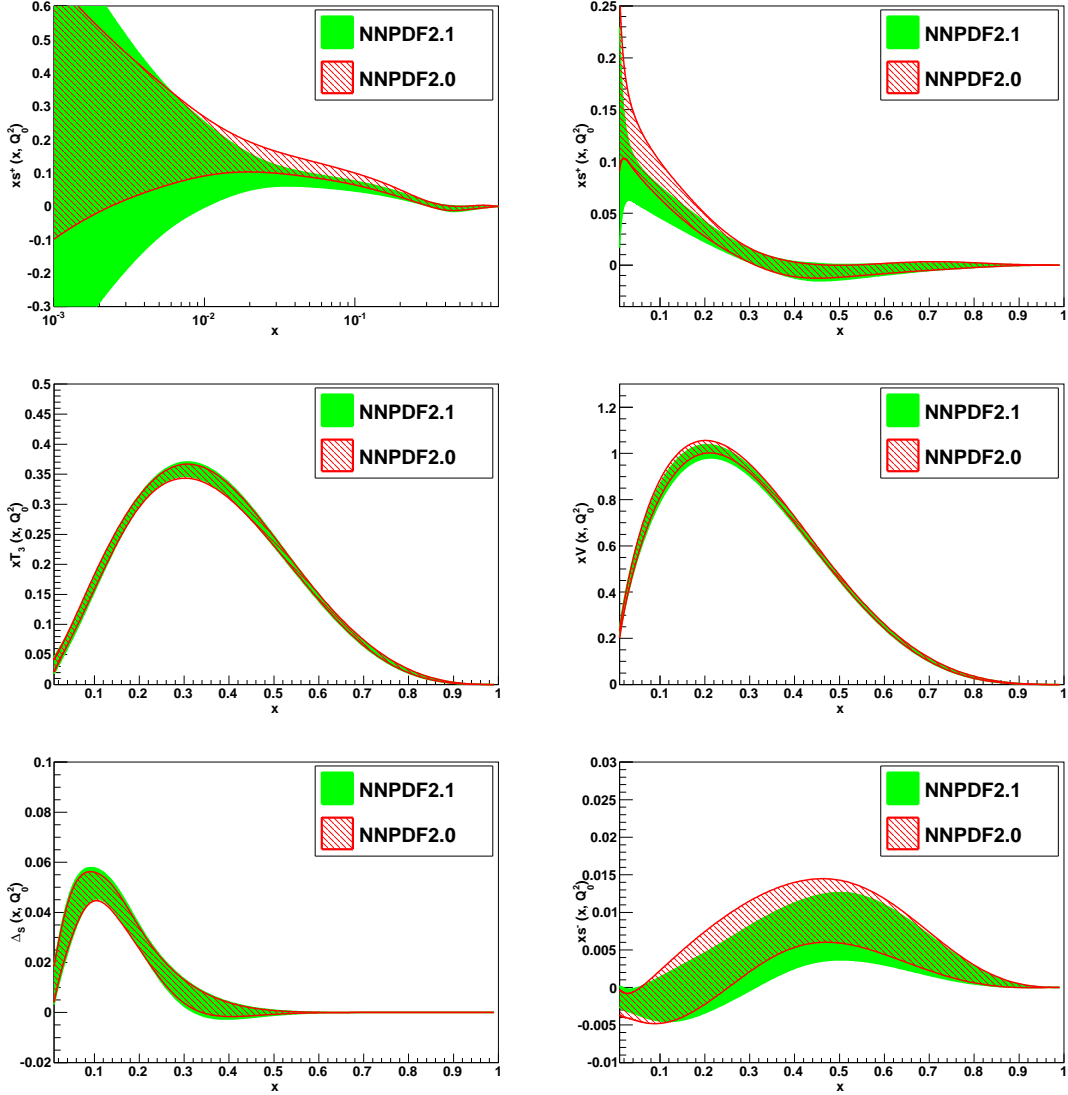 0.6
0.5
0.4
0.3
0.2
0.1
0
-0.1
-0.2
-0.3
xs⁺ (x, Q₀²)
NNPDF2.1
NNPDF2.0
10⁻³ 10⁻² 10⁻¹
x
0.25
0.2
0.15
0.1
0.05
0
xs⁺ (x, Q₀²)
NNPDF2.1
NNPDF2.0
0.1 0.2 0.3 0.4 0.5 0.6 0.7 0.8 0.9 1
x
0.5
0.45
0.4
0.35
0.3
0.25
0.2
0.15
0.1
0.05
0
xT₃ (x, Q₀²)
NNPDF2.1
NNPDF2.0
0.1 0.2 0.3 0.4 0.5 0.6 0.7 0.8 0.9 1
x
1.2
1
0.8
0.6
0.4
0.2
0
xV (x, Q₀²)
NNPDF2.1
NNPDF2.0
0.1 0.2 0.3 0.4 0.5 0.6 0.7 0.8 0.9 1
x
0.1
0.08
0.06
0.04
0.02
0
-0.02
Δₛ (x, Q₀²)
NNPDF2.1
NNPDF2.0
0.1 0.2 0.3 0.4 0.5 0.6 0.7 0.8 0.9 1
x
0.03
0.025
0.02
0.015
0.01
0.005
0
-0.005
-0.01
xs⁻ (x, Q₀²)
NNPDF2.1
NNPDF2.0
0.1 0.2 0.3 0.4 0.5 0.6 0.7 0.8 0.9 1
x